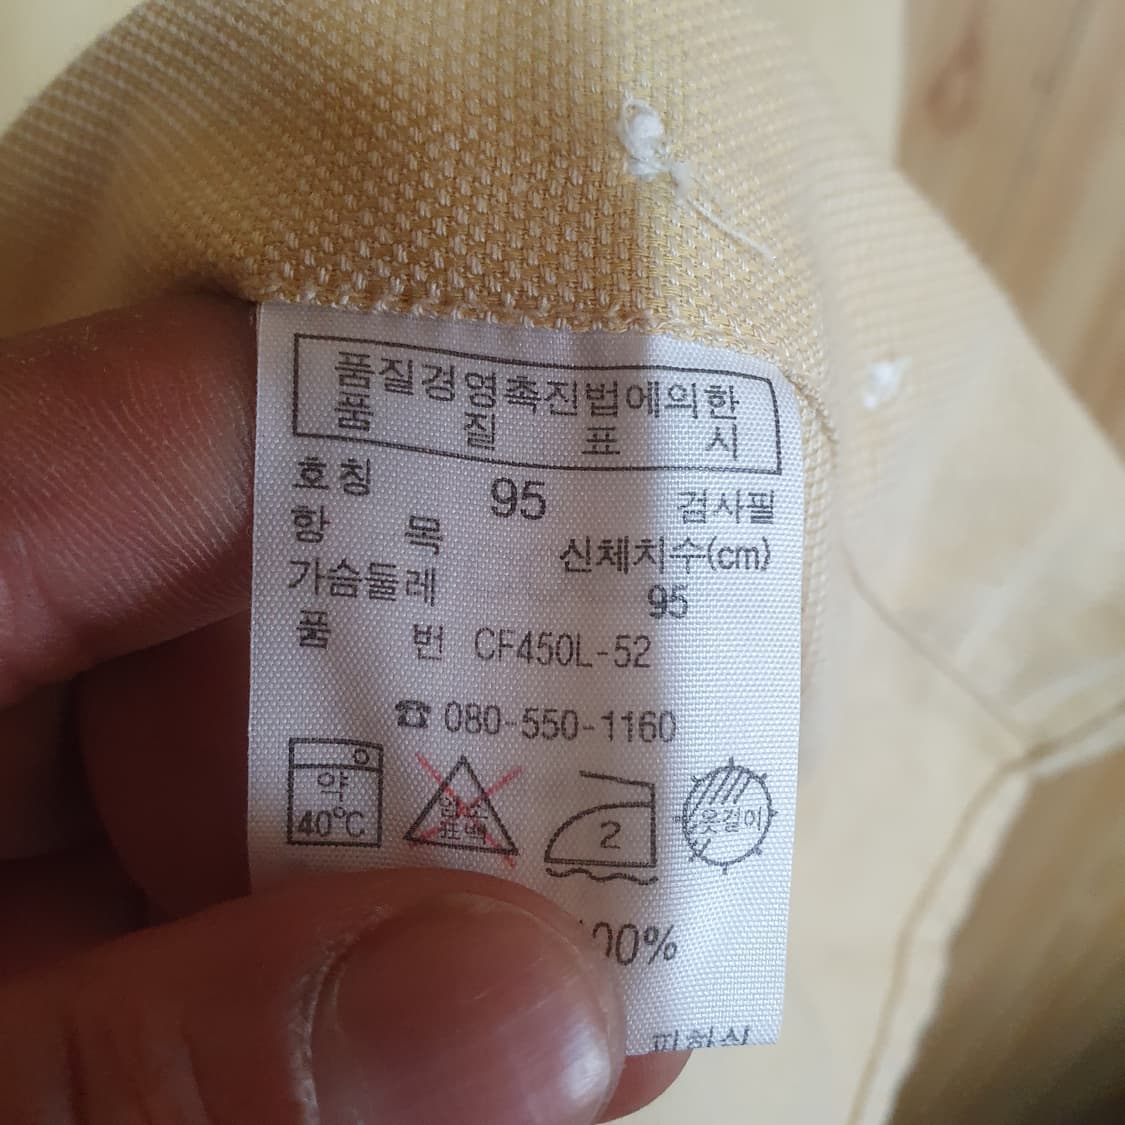 품질경영촉진법에의한
품 질 표 시
호칭 95 검사필
항 목 신체치수(cm)
가슴둘레 95
품 번 CF450L-52
☎ 080-550-1160
약
40℃
염소
표백
2
옷걸이
00%